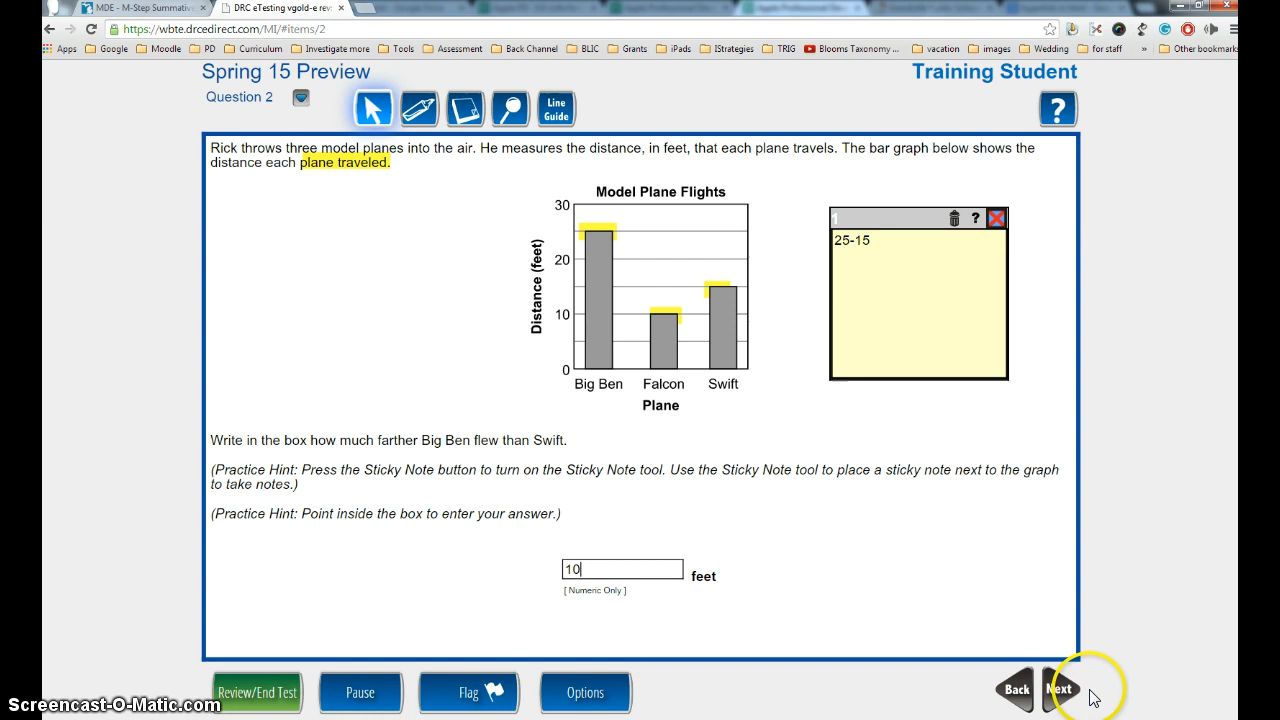 MDE - M-Step Summative
DRC eTesting vgold-e rev
https://wbte.drcedirect.com/MI/#items/2
Apps Google Moodle PD Curriculum Investigate more Tools Assessment Back Channel BLIC Grants iPads IStrategies TRIG Blooms Taxonomy ... vacation images Wedding for staff » Other bookmarks
Spring 15 Preview
Training Student
Question 2
Line
Guide
?
Rick throws three model planes into the air. He measures the distance, in feet, that each plane travels. The bar graph below shows the
distance each plane traveled.
Model Plane Flights
30
20
10
0
Distance (feet)
Big Ben Falcon Swift
Plane
1 ?
25-15
Write in the box how much farther Big Ben flew than Swift.
(Practice Hint: Press the Sticky Note button to turn on the Sticky Note tool. Use the Sticky Note tool to place a sticky note next to the graph
to take notes.)
(Practice Hint: Point inside the box to enter your answer.)
10
feet
[ Numeric Only ]
Review/End Test Pause Flag Options Back Next
Screencast-O-Matic.com